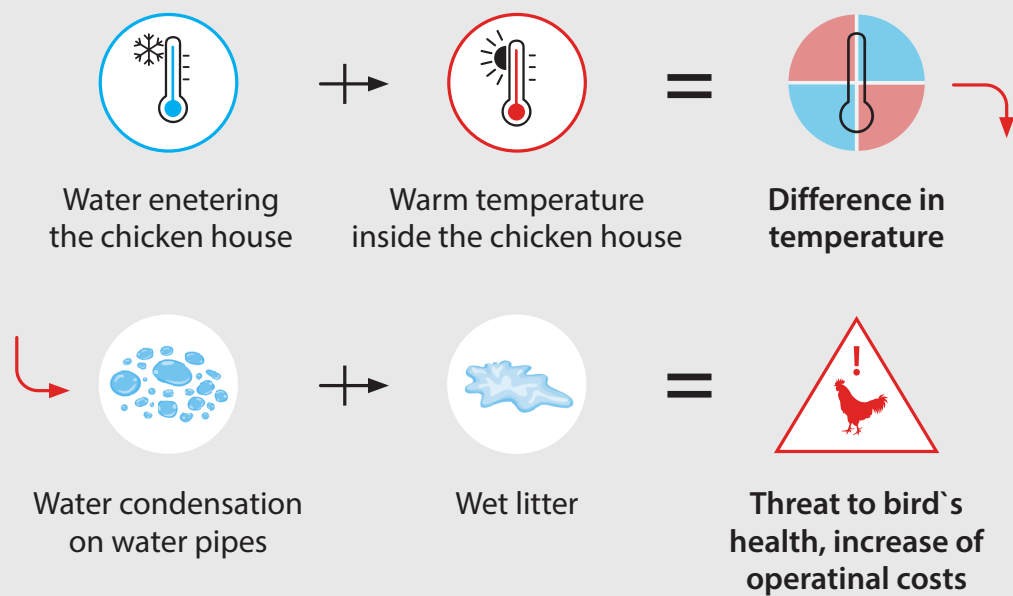 Water enetering
the chicken house
Warm temperature
inside the chicken house
Difference in
temperature
Water condensation
on water pipes
Wet litter
!
Threat to bird`s
health, increase of
operatinal costs